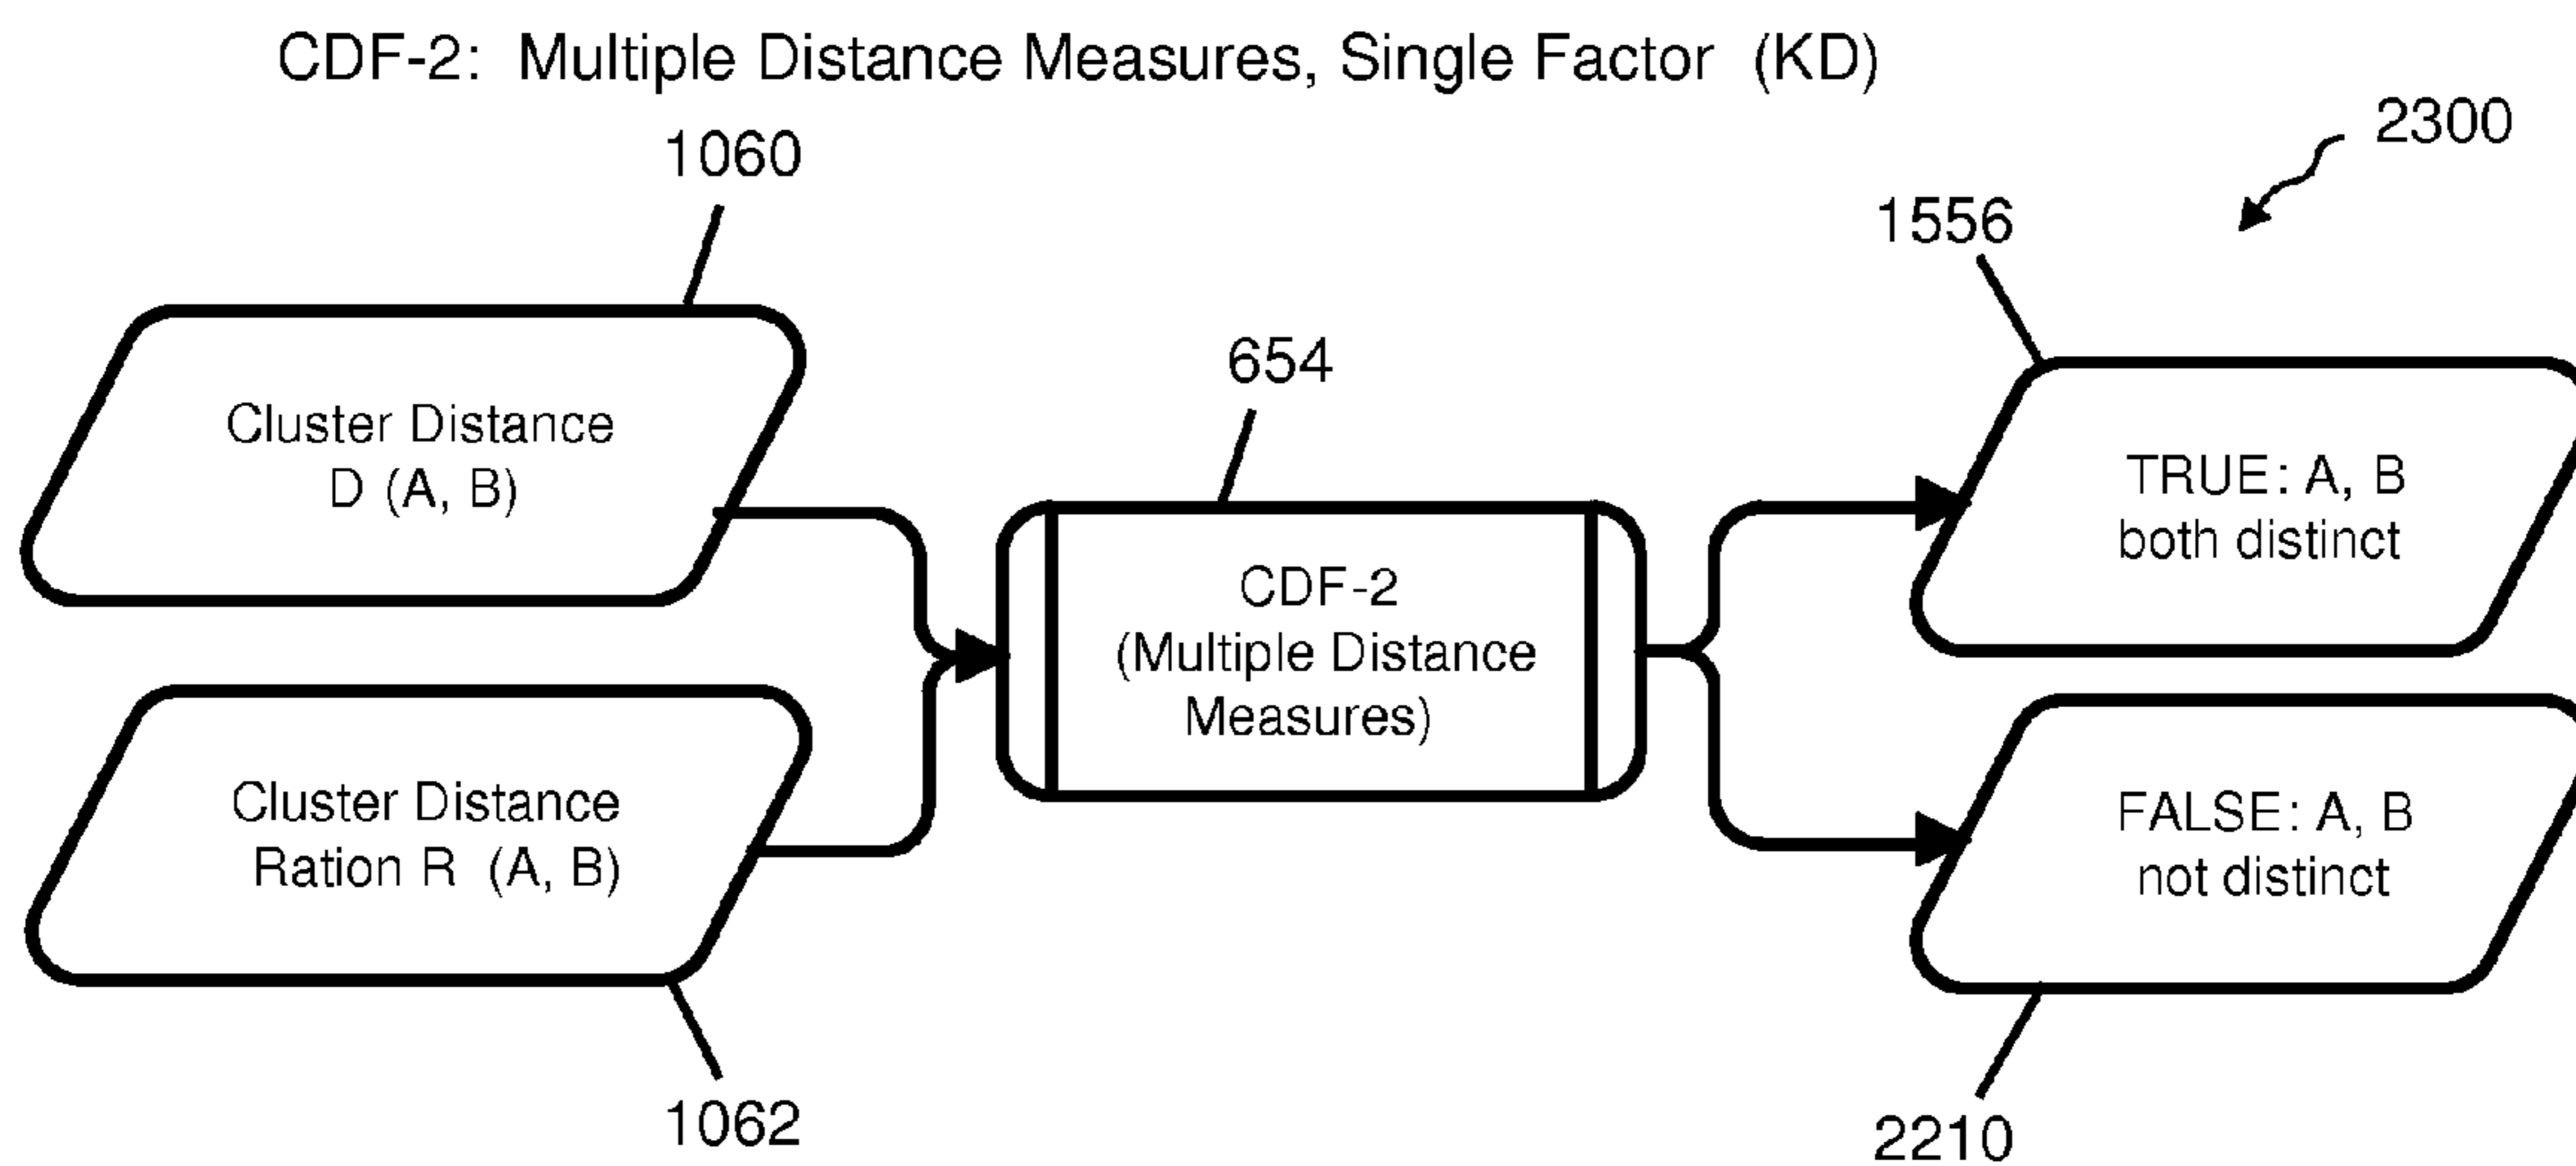 CDF-2: Multiple Distance Measures, Single Factor (KD)
2300
1060
1556
654
Cluster Distance
D (A, B)
TRUE: A, B
both distinct
CDF-2
(Multiple Distance
Measures)
Cluster Distance
Ration R (A, B)
FALSE: A, B
not distinct
1062
2210